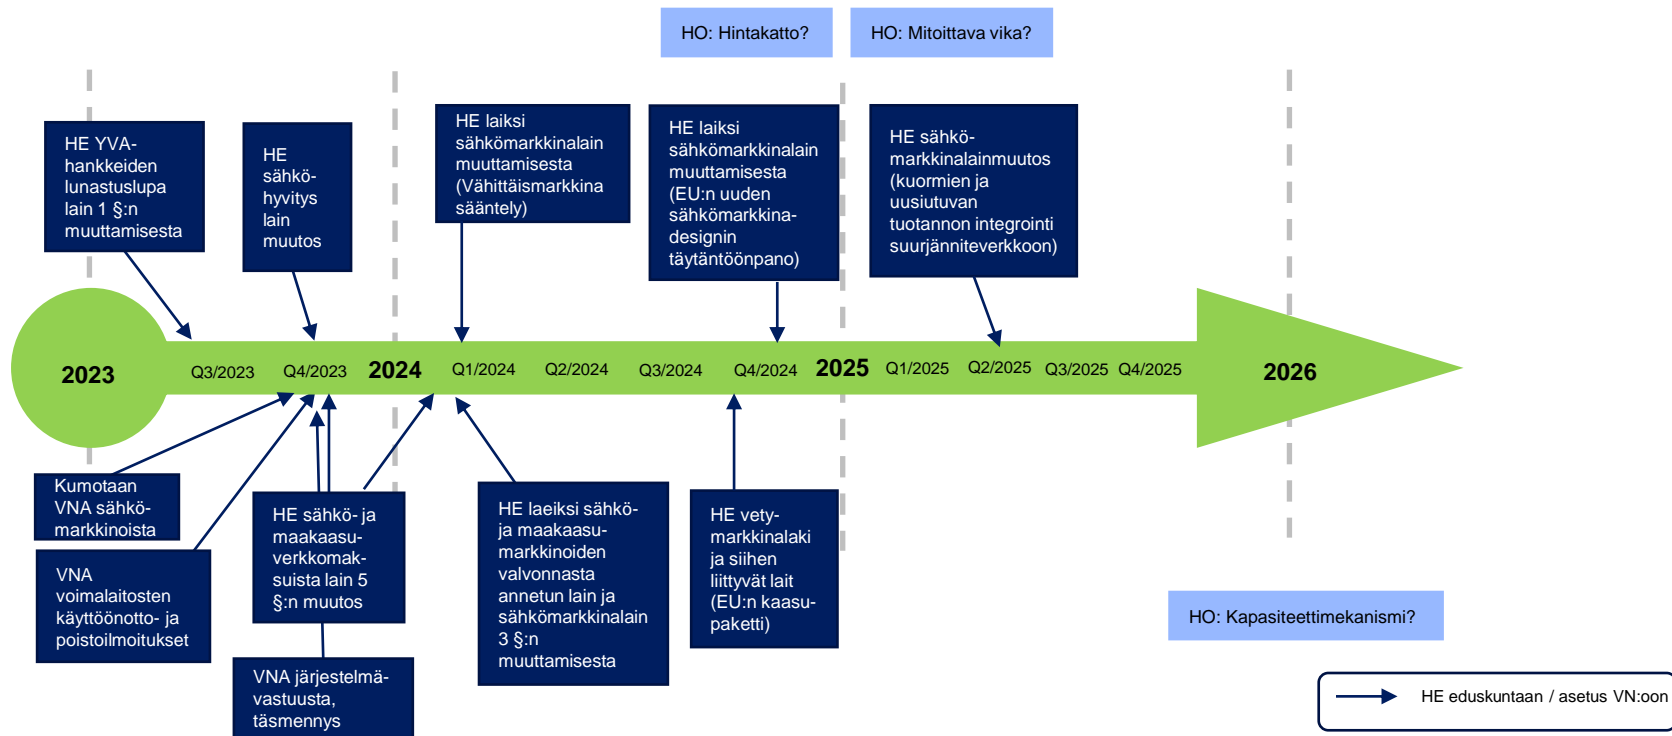 HO: Hintakatto?
HO: Mitoittava vika?
HE YVA-
hankkeiden
lunastuslupa
lain 1 §:n
muuttamisesta
HE
sähkö-
hyvitys
lain
muutos
HE laiksi
sähkömarkkinalain
muuttamisesta
(Vähittäismarkkina
sääntely)
HE laiksi
sähkömarkkinalain
muuttamisesta
(EU:n uuden
sähkömarkkina-
designin
täytäntöönpano)
HE sähkö-
markkinalainmuutos
(kuormien ja
uusiutuvan
tuotannon integrointi
suurjänniteverkkoon)
2023
Q3/2023
Q4/2023
2024
Q1/2024
Q2/2024
Q3/2024
Q4/2024
2025
Q1/2025
Q2/2025
Q3/2025
Q4/2025
2026
Kumotaan
VNA sähkö-
markkinoista
VNA
voimalaitosten
käyttöönotto- ja
poistoilmoitukset
HE sähkö- ja
maakaasu-
verkkomak-
suista lain 5
§:n muutos
VNA järjestelmä-
vastuusta,
täsmennys
HE laeiksi sähkö-
ja maakaasu-
markkinoiden
valvonnasta
annetun lain ja
sähkömarkkinalain
3 §:n
muuttamisesta
HE vety-
markkinalaki
ja siihen
liittyvät lait
(EU:n kaasu-
paketti)
HO: Kapasiteettimekanismi?
HE eduskuntaan / asetus VN:oon